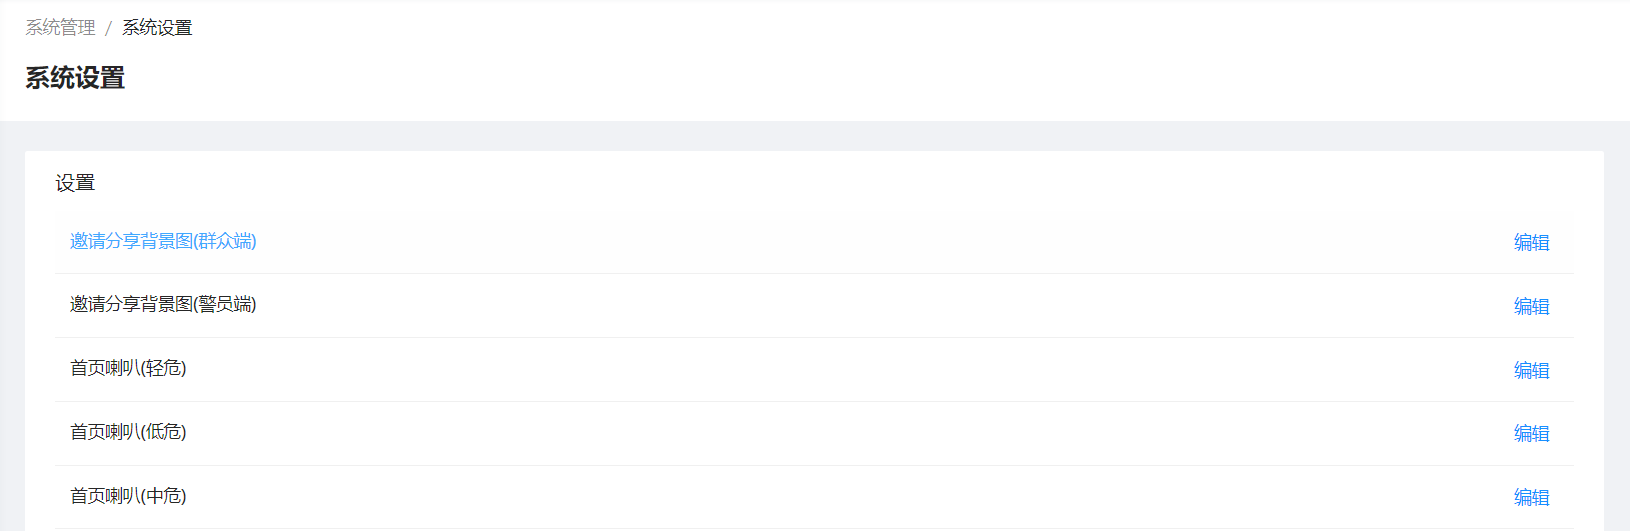 系统管理 / 系统设置
系统设置
设置
邀请分享背景图(群众端) 编辑
邀请分享背景图(警员端) 编辑
首页喇叭(轻危) 编辑
首页喇叭(低危) 编辑
首页喇叭(中危) 编辑